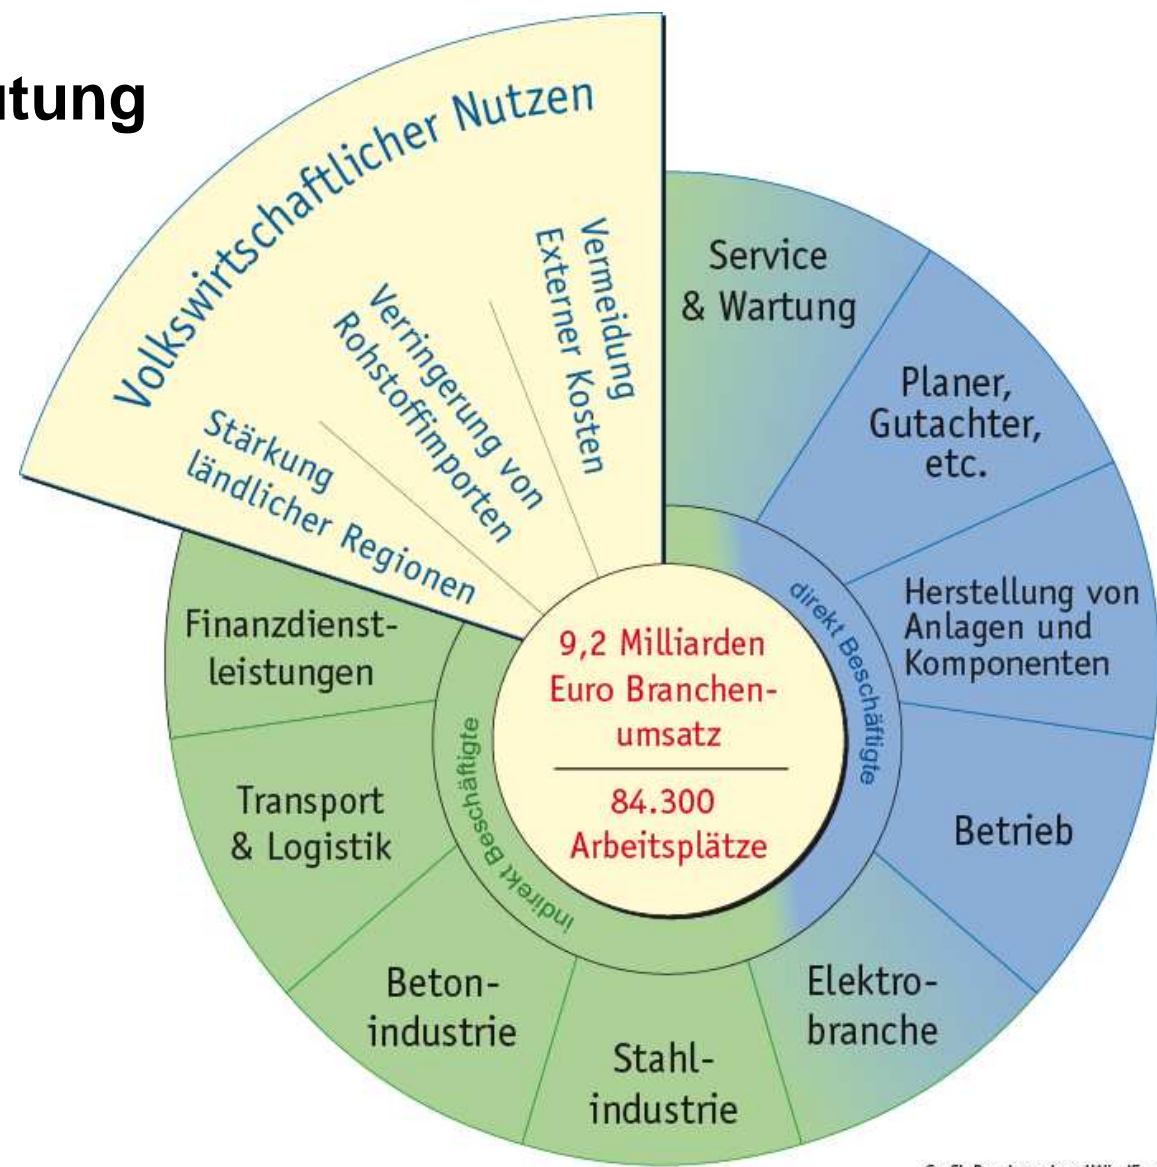 Volkswirtschaftlicher Nutzen
Vermeidung
Externer Kosten
Verringerung von
Rohstoffimporten
Stärkung
ländlicher Regionen
Service
& Wartung
Planer,
Gutachter,
etc.
Herstellung von
Anlagen und
Komponenten
Betrieb
Elektro-
branche
Stahl-
industrie
Beton-
industrie
Transport
& Logistik
Finanzdienst-
leistungen
direkt Beschäftigte
indirekt Beschäftigte
9,2 Milliarden
Euro Branchen-
umsatz
84.300
Arbeitsplätze